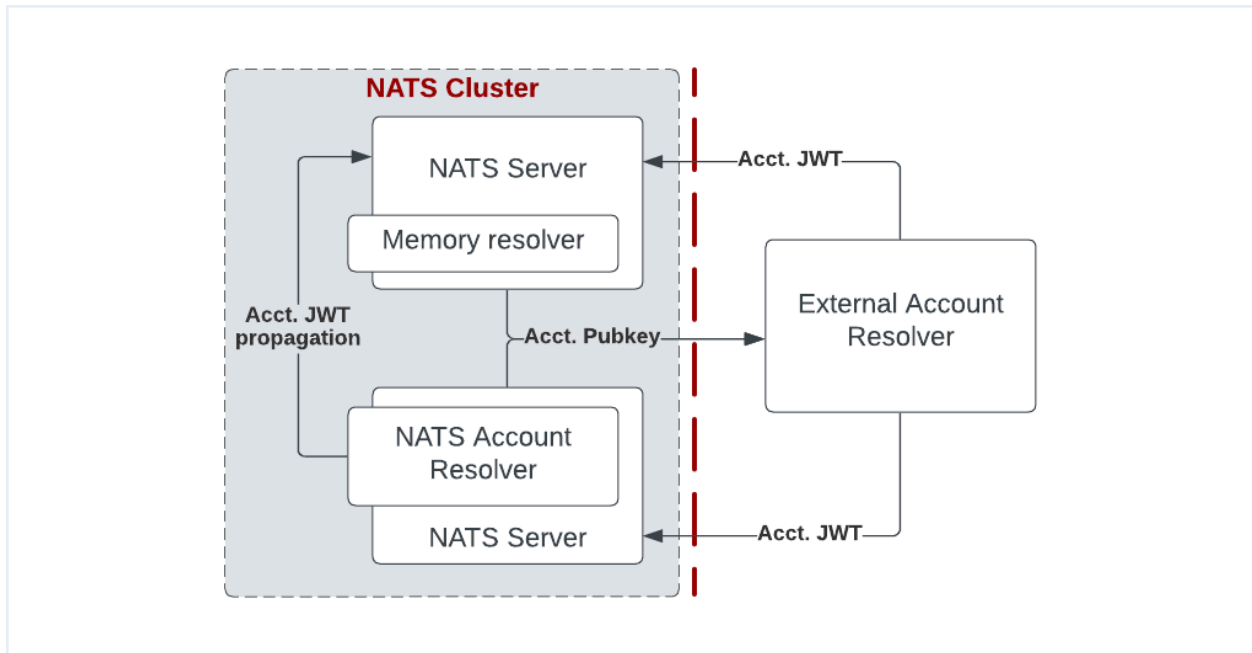 NATS Cluster
NATS Server
Acct. JWT
Memory resolver
External Account
Resolver
Acct. JWT
propagation
Acct. Pubkey
NATS Account
Resolver
NATS Server
Acct. JWT